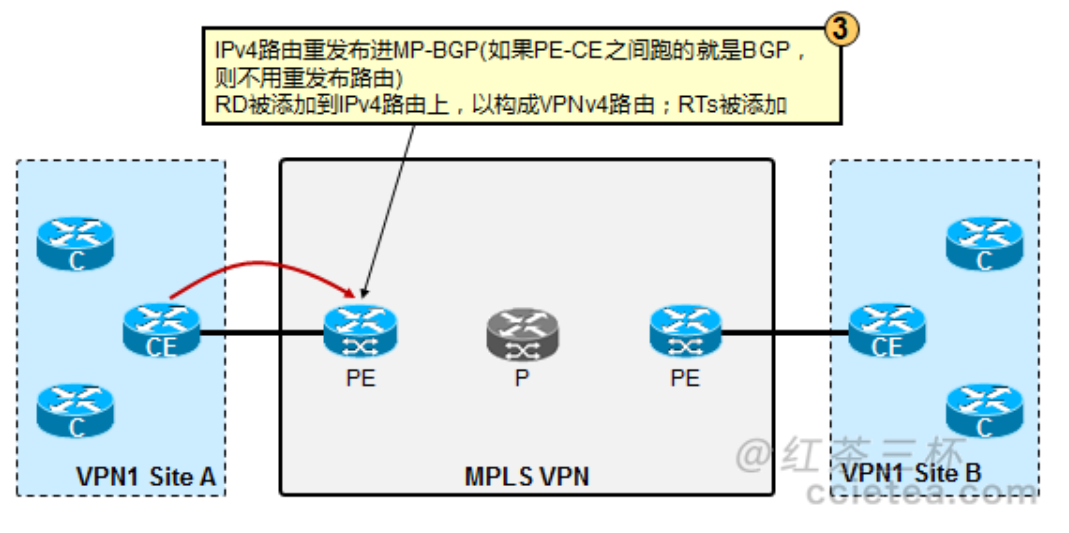 3
IPv4路由重发布进MP-BGP(如果PE-CE之间跑的就是BGP，
则不用重发布路由)
RD被添加到IPv4路由上，以构成VPNv4路由；RTs被添加
C
C
CE
CE
PE
P
PE
C
C
VPN1 Site A
MPLS VPN
VPN1 Site B
@红茶三杯
ccietea.com